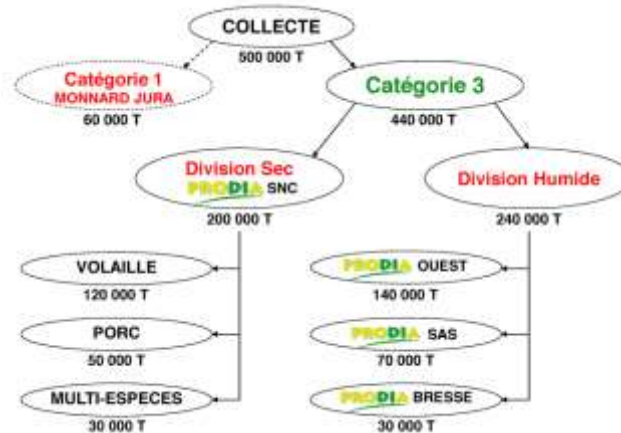 COLLECTE
500 000 T
Catégorie 1
MONNARD JURA
60 000 T
Catégorie 3
440 000 T
Division Sec
PRODIA SNC
200 000 T
Division Humide
240 000 T
VOLAILLE
120 000 T
PORC
50 000 T
MULTI-ESPECES
30 000 T
PRODIA OUEST
140 000 T
PRODIA SAS
70 000 T
PRODIA BRESSE
30 000 T